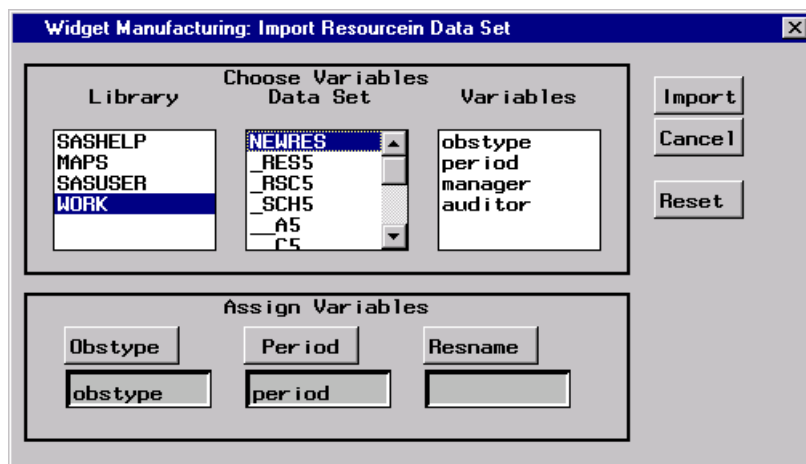 Widget Manufacturing: Import Resourcein Data Set
Choose Variables
Library Data Set Variables
SASHELP
MAPS
SASUSER
WORK
NEWRES
_RES5
_RSC5
_SCH5
__A5
__C5
obstype
period
manager
auditor
Import
Cancel
Reset
Assign Variables
Obstype Period Resname
obstype period